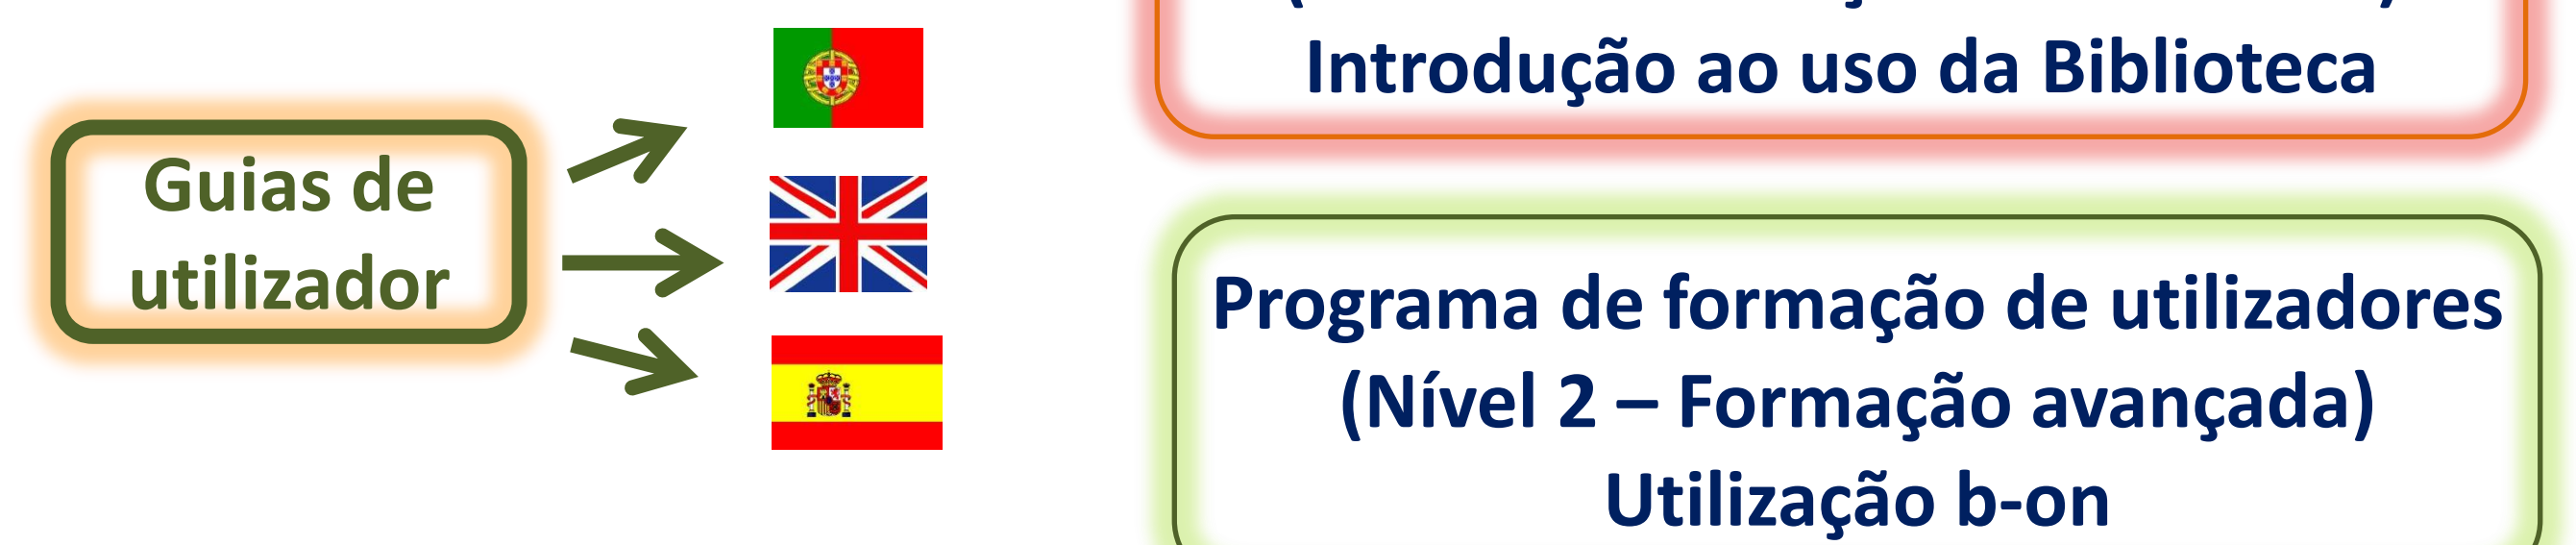 Introdução ao uso da Biblioteca
Guias de
utilizador
Programa de formação de utilizadores
(Nível 2 – Formação avançada)
Utilização b-on